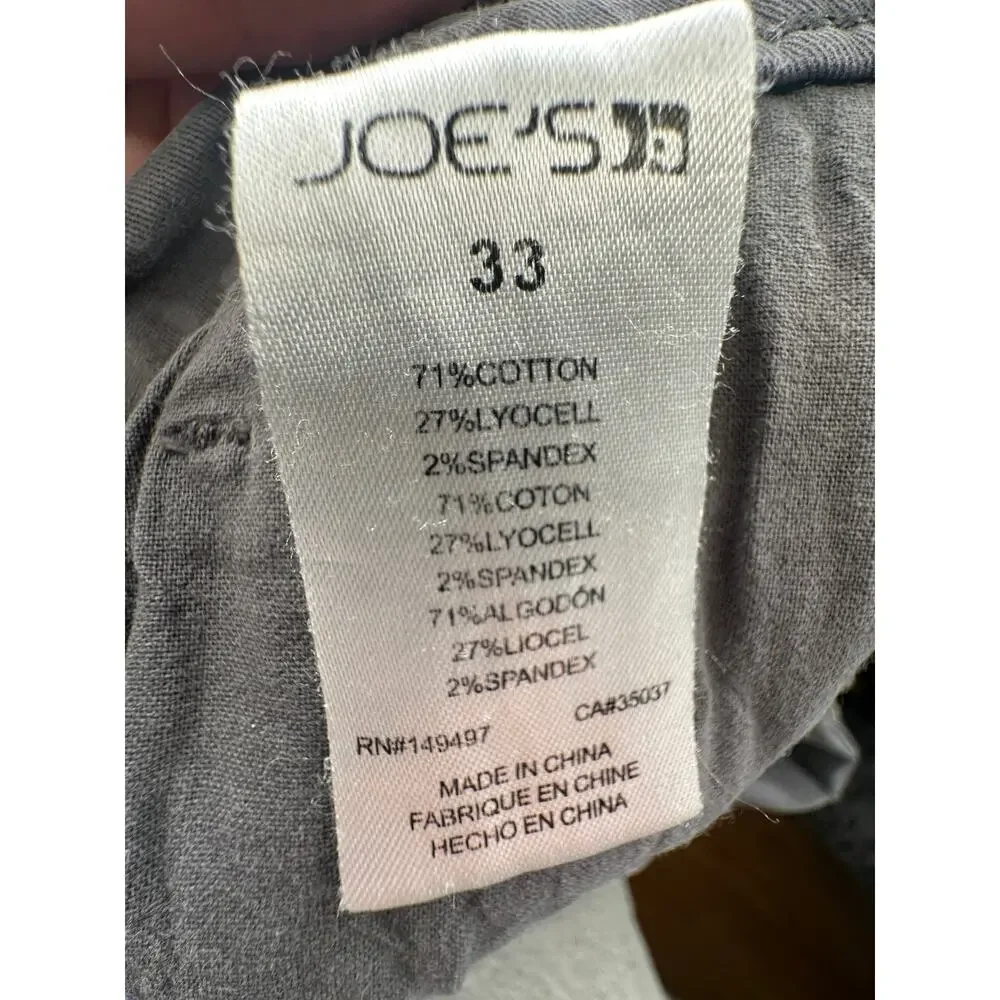 JOE'S
33
71%COTTON
27%LYOCELL
2%SPANDEX
71%COTON
27%LYOCELL
2%SPANDEX
71%ALGODÓN
27%LIOCEL
2%SPANDEX
RN#149497 CA#35037
MADE IN CHINA
FABRIQUE EN CHINE
HECHO EN CHINA